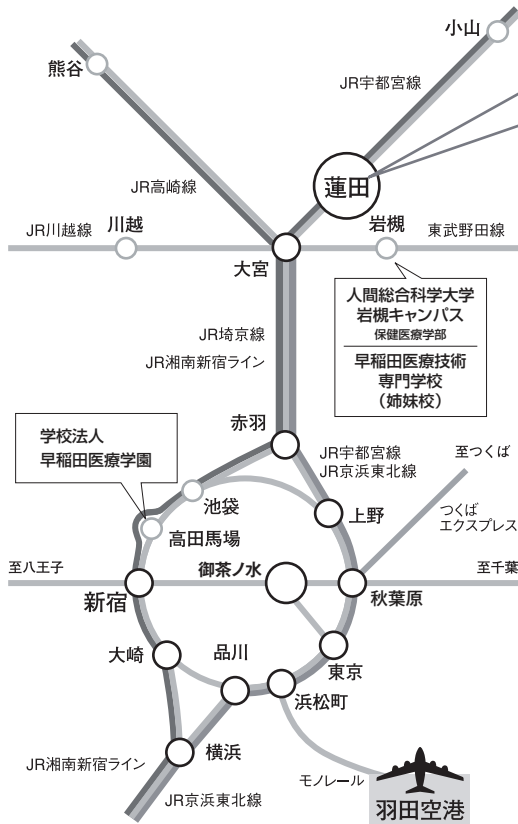 小山
熊谷
JR宇都宮線
蓮田
JR高崎線
JR川越線
川越
岩槻
東武野田線
大宮
人間総合科学大学
岩槻キャンパス
保健医療学部
早稲田医療技術
専門学校
（姉妹校）
JR埼京線
JR湘南新宿ライン
赤羽
学校法人
早稲田医療学園
JR宇都宮線
JR京浜東北線
至つくば
池袋
上野
つくば
エクスプレス
高田馬場
至八王子
御茶ノ水
至千葉
新宿
秋葉原
大崎
品川
東京
浜松町
横浜
JR湘南新宿ライン
モノレール
JR京浜東北線
羽田空港